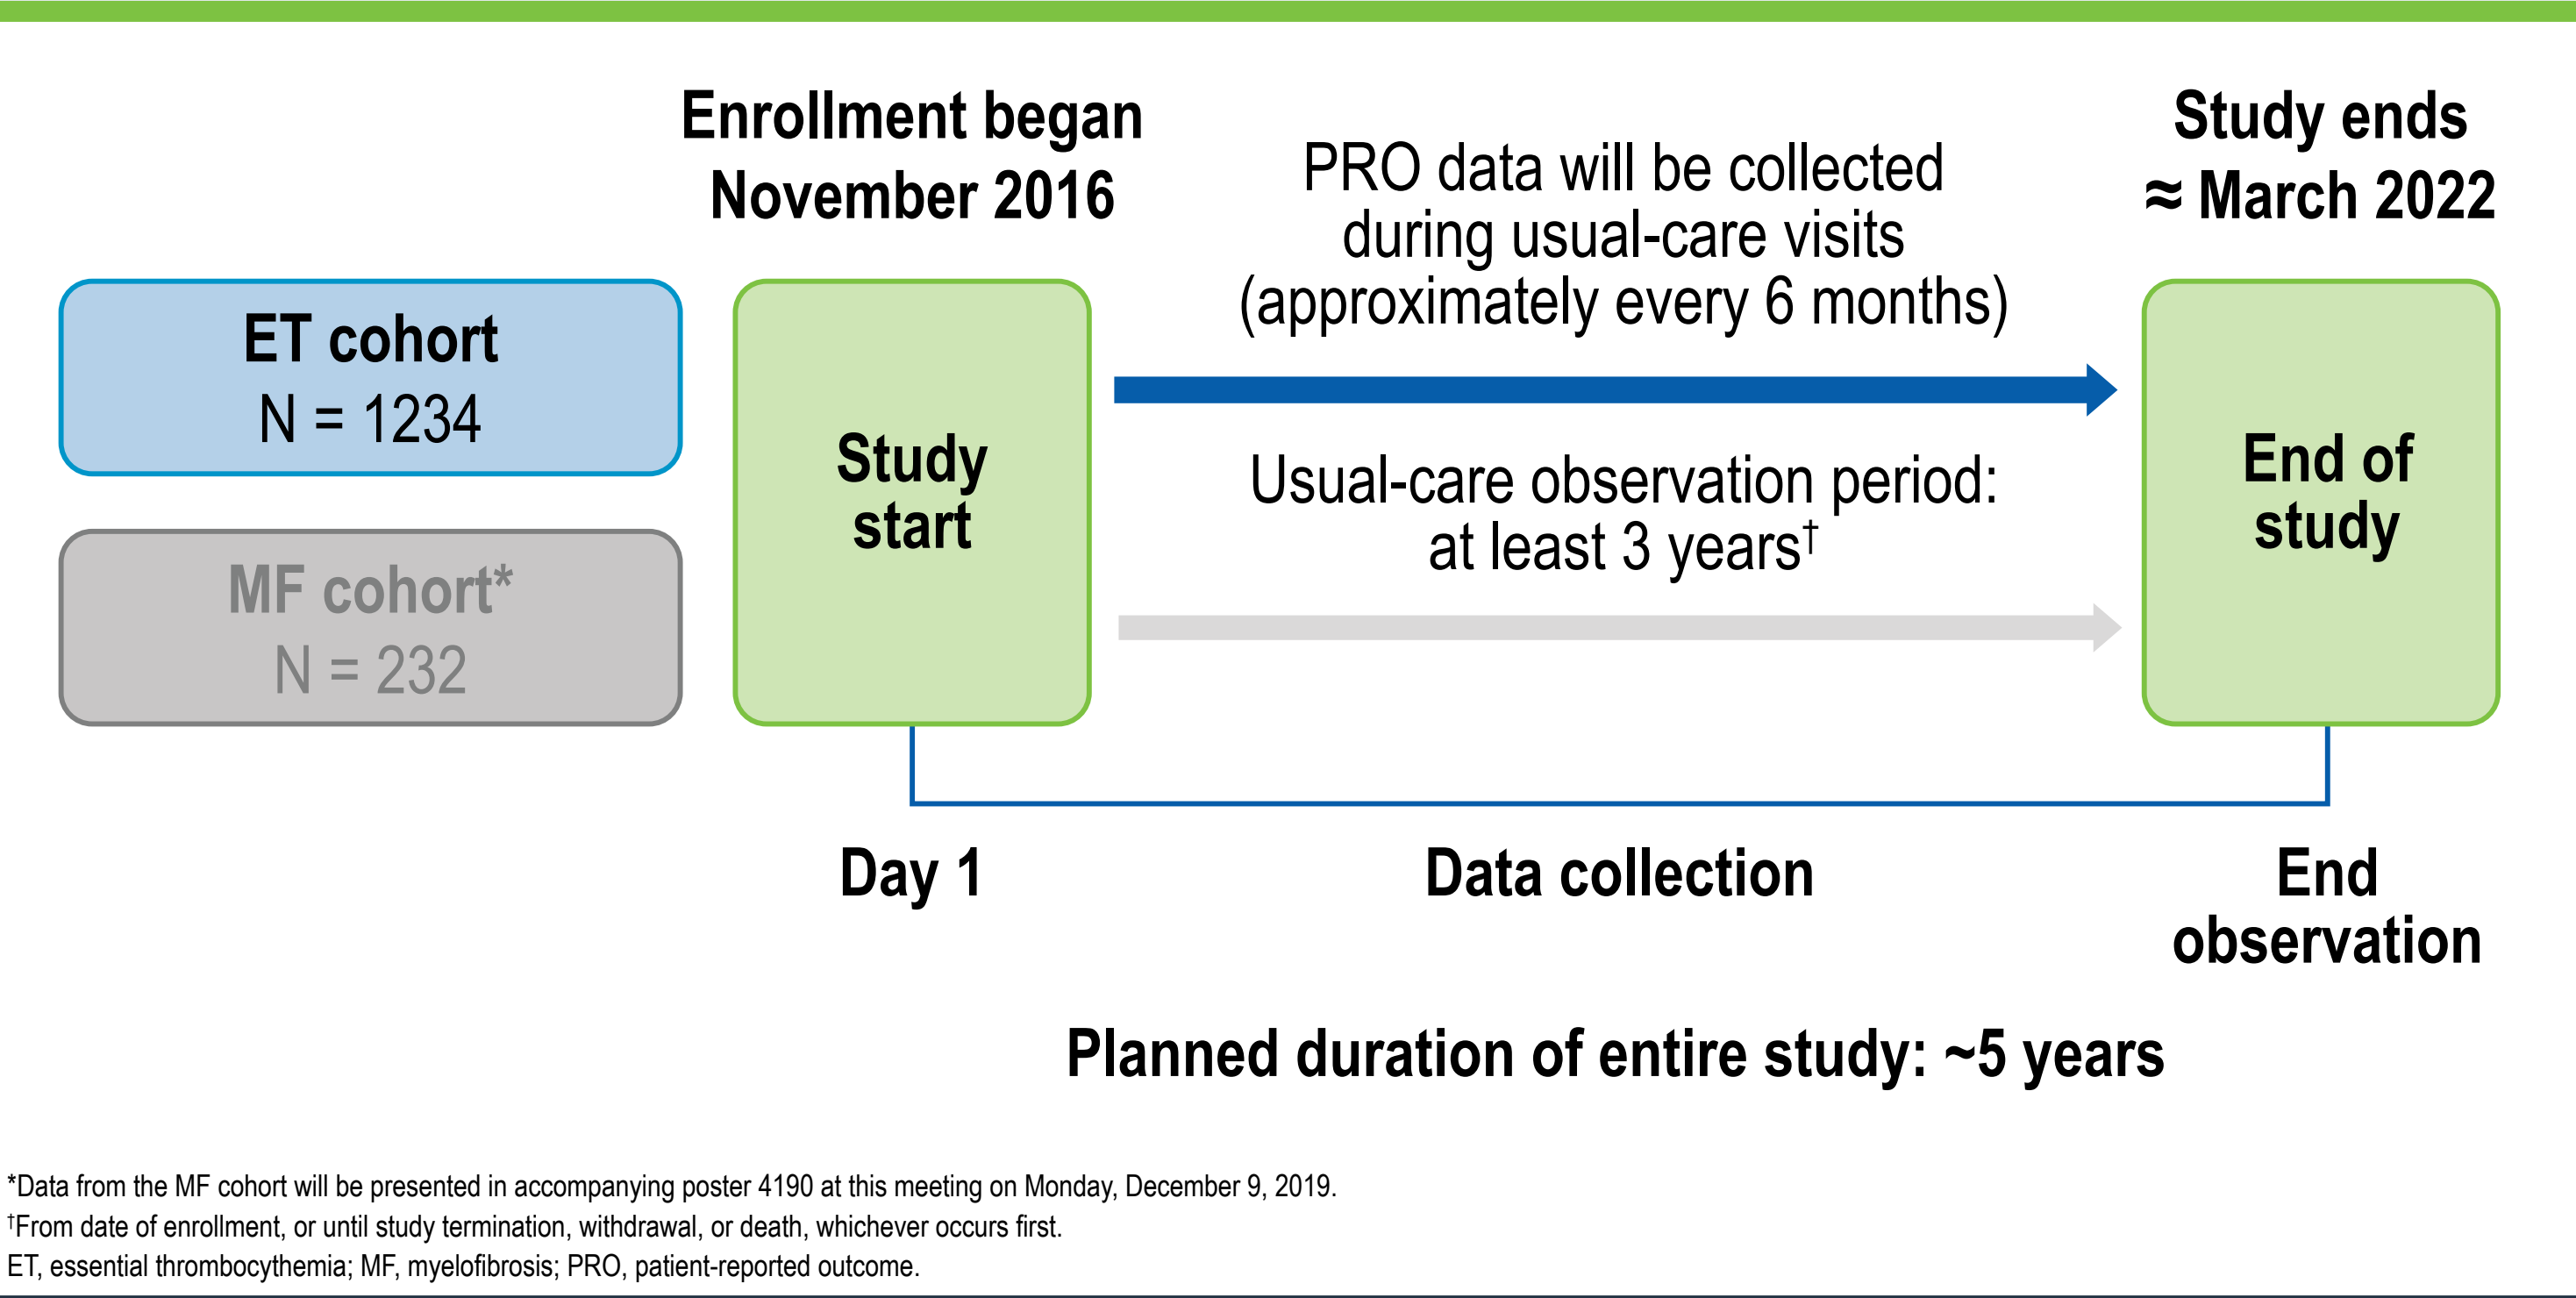 Enrollment began
November 2016
PRO data will be collected
during usual-care visits
(approximately every 6 months)
Study ends
≈ March 2022
ET cohort
N = 1234
MF cohort*
N = 232
Study
start
Usual-care observation period:
at least 3 years†
End of
study
Day 1
Data collection
End
observation
Planned duration of entire study: ~5 years
*Data from the MF cohort will be presented in accompanying poster 4190 at this meeting on Monday, December 9, 2019.
†From date of enrollment, or until study termination, withdrawal, or death, whichever occurs first.
ET, essential thrombocythemia; MF, myelofibrosis; PRO, patient-reported outcome.